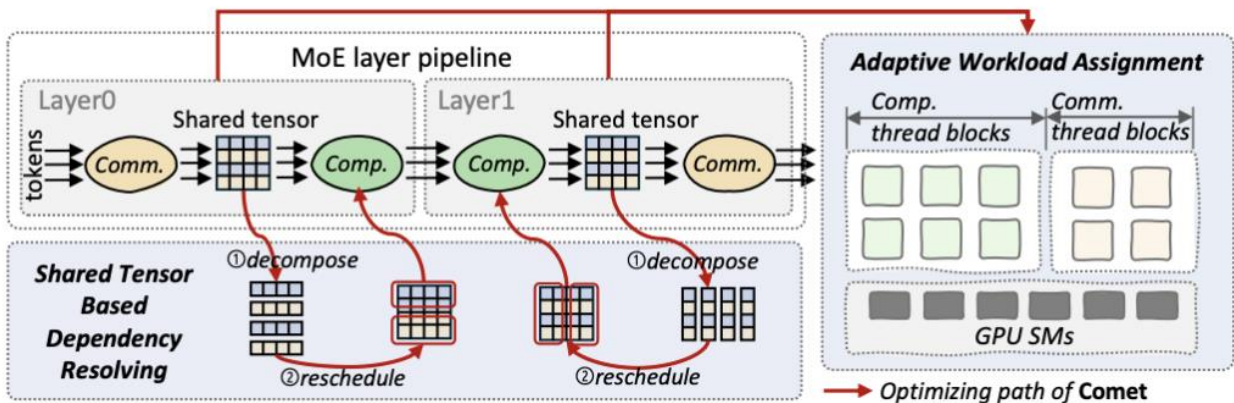 MoE layer pipeline
Layer0
Shared tensor
tokens
Comm.
Comp.
Layer1
Shared tensor
Comp.
Comm.
Shared Tensor
Based
Dependency
Resolving
①decompose
②reschedule
①decompose
②reschedule
Adaptive Workload Assignment
Comp.
thread blocks
Comm.
thread blocks
GPU SMs
Optimizing path of Comet